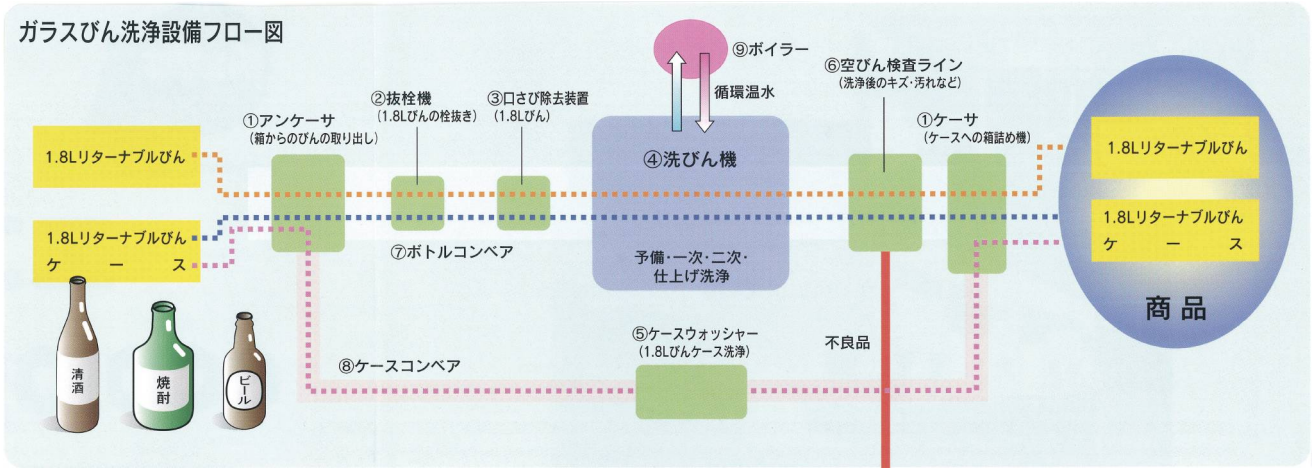 ガラスびん洗浄設備フロー図
⑨ボイラー
循環温水
⑥空びん検査ライン
(洗浄後のキズ・汚れなど)
②抜栓機
(1.8Lびんの栓抜き)
③口さび除去装置
(1.8Lびん)
①アンケーサ
(箱からのびんの取り出し)
①ケーサ
(ケースへの箱詰め機)
1.8Lリターナブルびん
④洗びん機
1.8Lリターナブルびん
1.8Lリターナブルびん
ケース
⑦ボトルコンベア
予備・一次・二次・
仕上げ洗浄
1.8Lリターナブルびん
ケース
商品
⑤ケースウォッシャー
(1.8Lびんケース洗浄)
不良品
⑧ケースコンベア
清酒
焼酎
ビール